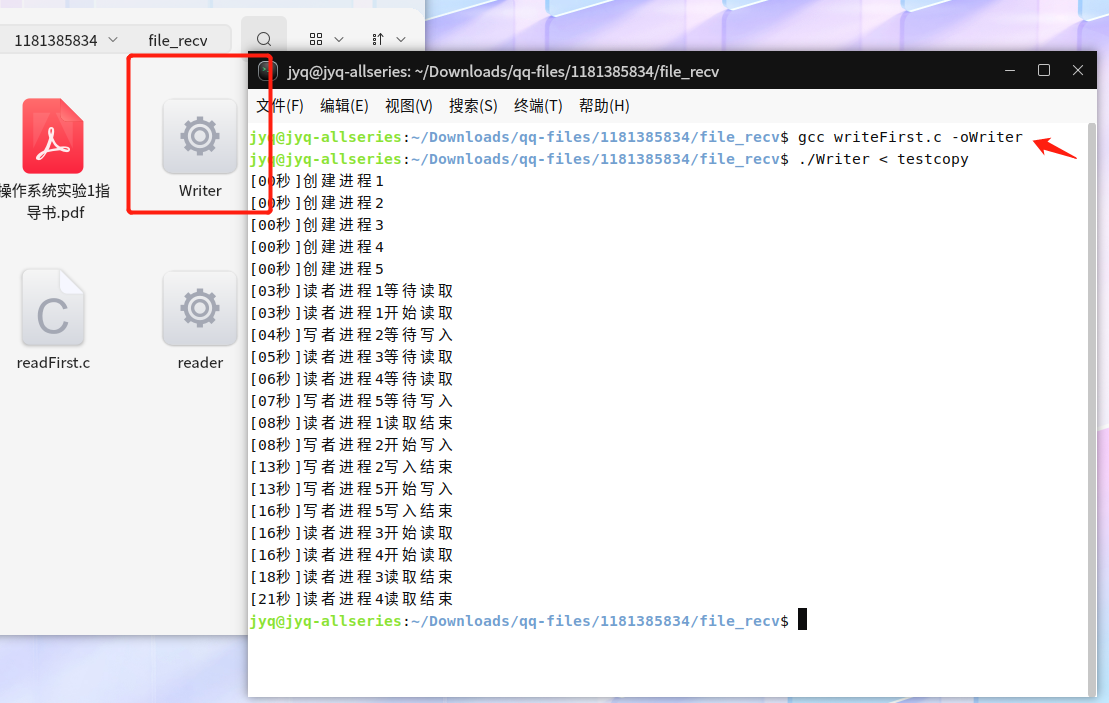 1181385834 file_recv
操作系统实验1指
导书.pdf
Writer
readFirst.c
reader
jyq@jyq-allseries: ~/Downloads/qq-files/1181385834/file_recv
文件(F) 编辑(E) 视图(V) 搜索(S) 终端(T) 帮助(H)
jyq@jyq-allseries:~/Downloads/qq-files/1181385834/file_recv$ gcc writeFirst.c -oWriter
jyq@jyq-allseries:~/Downloads/qq-files/1181385834/file_recv$ ./Writer < testcopy
[00秒]创建进程1
[00秒]创建进程2
[00秒]创建进程3
[00秒]创建进程4
[00秒]创建进程5
[03秒]读者进程1等待读取
[03秒]读者进程1开始读取
[04秒]写者进程2等待写入
[05秒]读者进程3等待读取
[06秒]读者进程4等待读取
[07秒]写者进程5等待写入
[08秒]读者进程1读取结束
[08秒]写者进程2开始写入
[13秒]写者进程2写入结束
[13秒]写者进程5开始写入
[16秒]写者进程5写入结束
[16秒]读者进程3开始读取
[16秒]读者进程4开始读取
[18秒]读者进程3读取结束
[21秒]读者进程4读取结束
jyq@jyq-allseries:~/Downloads/qq-files/1181385834/file_recv$